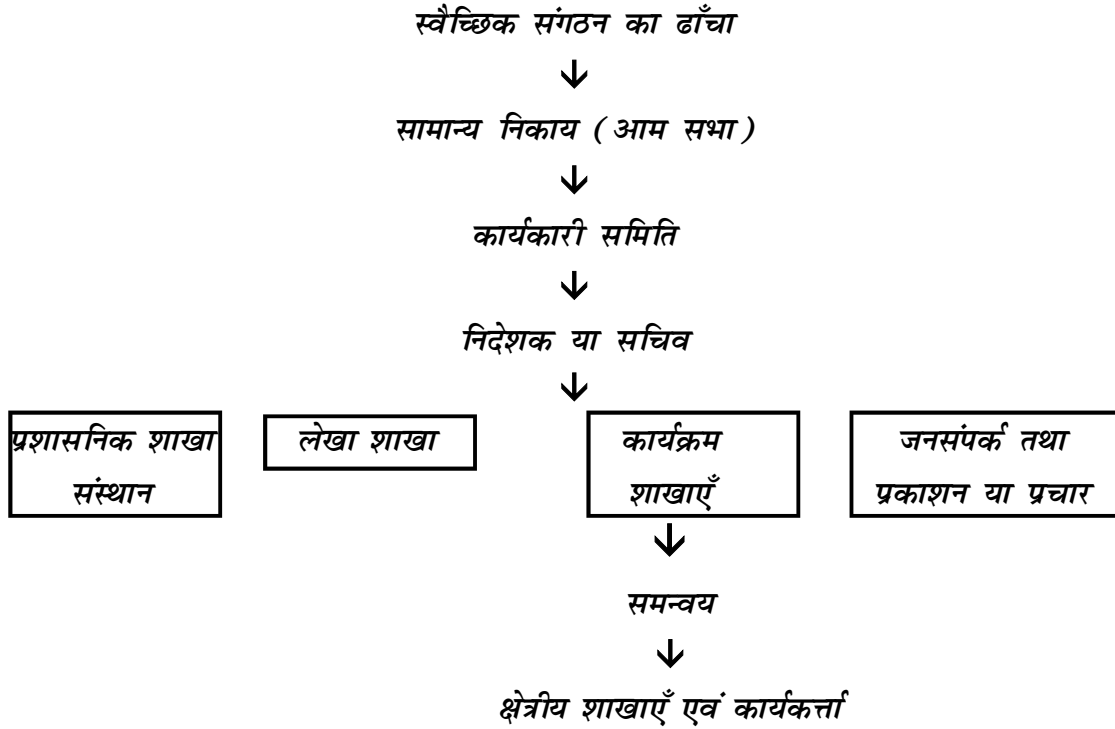 स्वैच्छिक संगठन का ढाँचा
सामान्य निकाय (आम सभा)
कार्यकारी समिति
निदेशक या सचिव
प्रशासनिक शाखा
संस्थान
लेखा शाखा
कार्यक्रम
शाखाएँ
जनसंपर्क तथा
प्रकाशन या प्रचार
समन्वय
क्षेत्रीय शाखाएँ एवं कार्यकर्त्ता